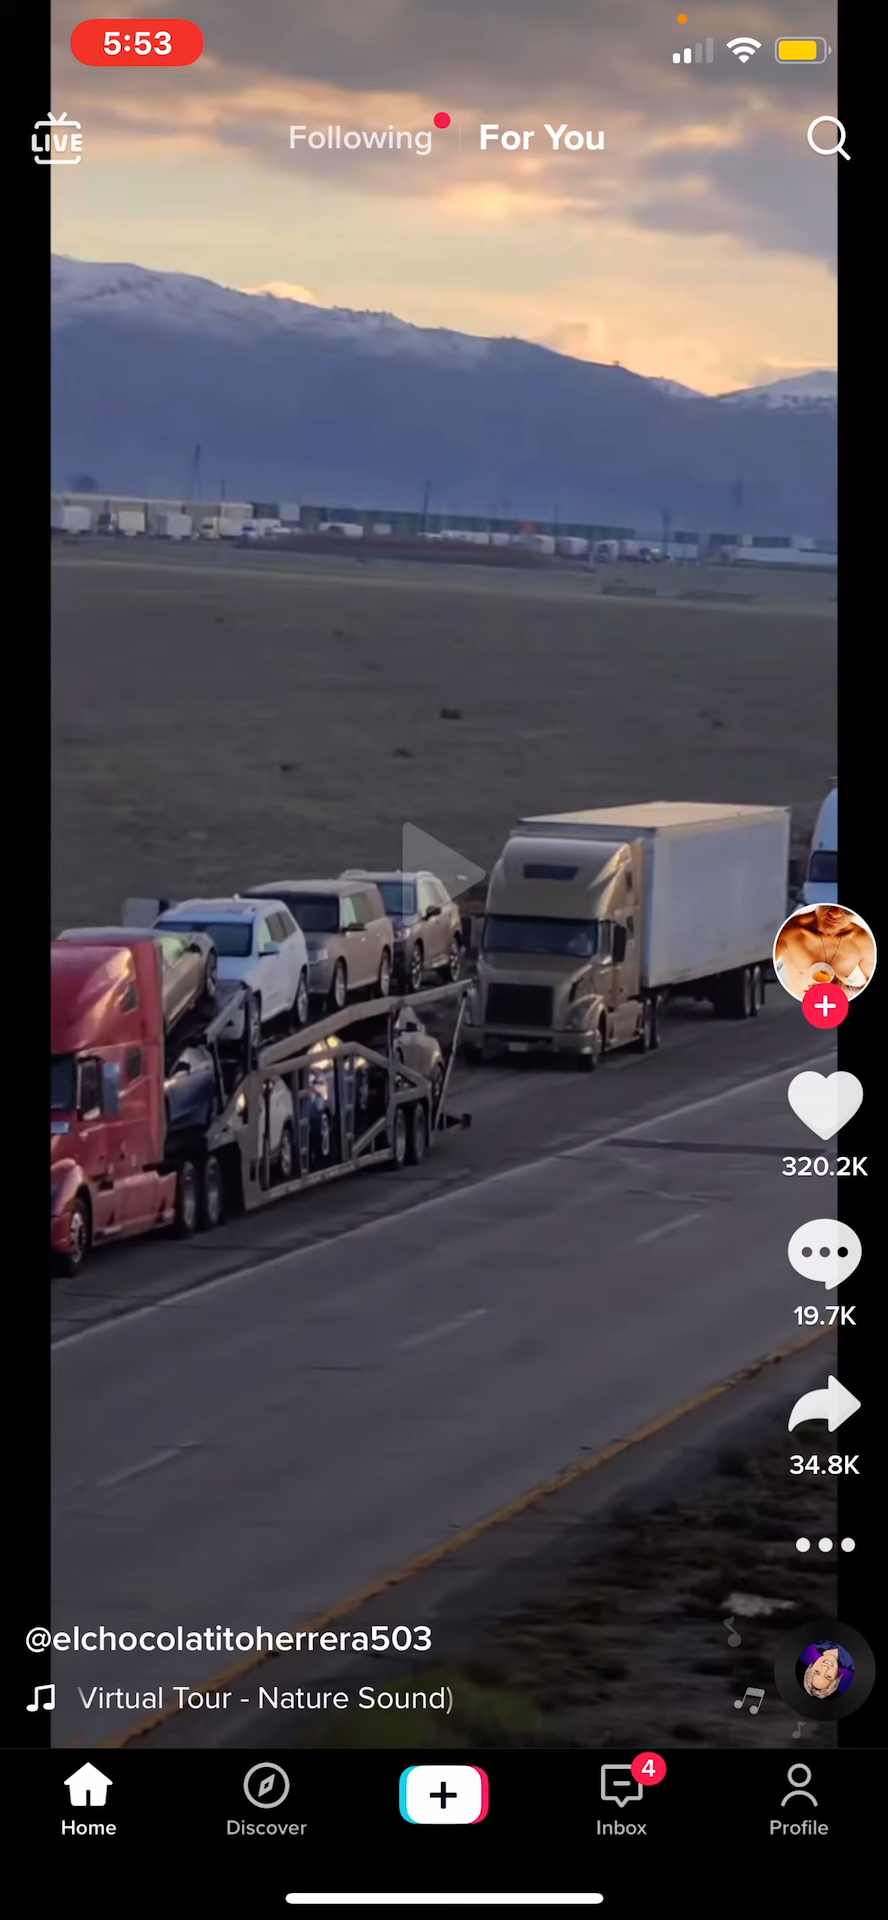 5:53
LIVE
Following
For You
320.2K
19.7K
34.8K
@elchocolatitoherrera503
Virtual Tour - Nature Sound)
Home
Discover
4
Inbox
Profile